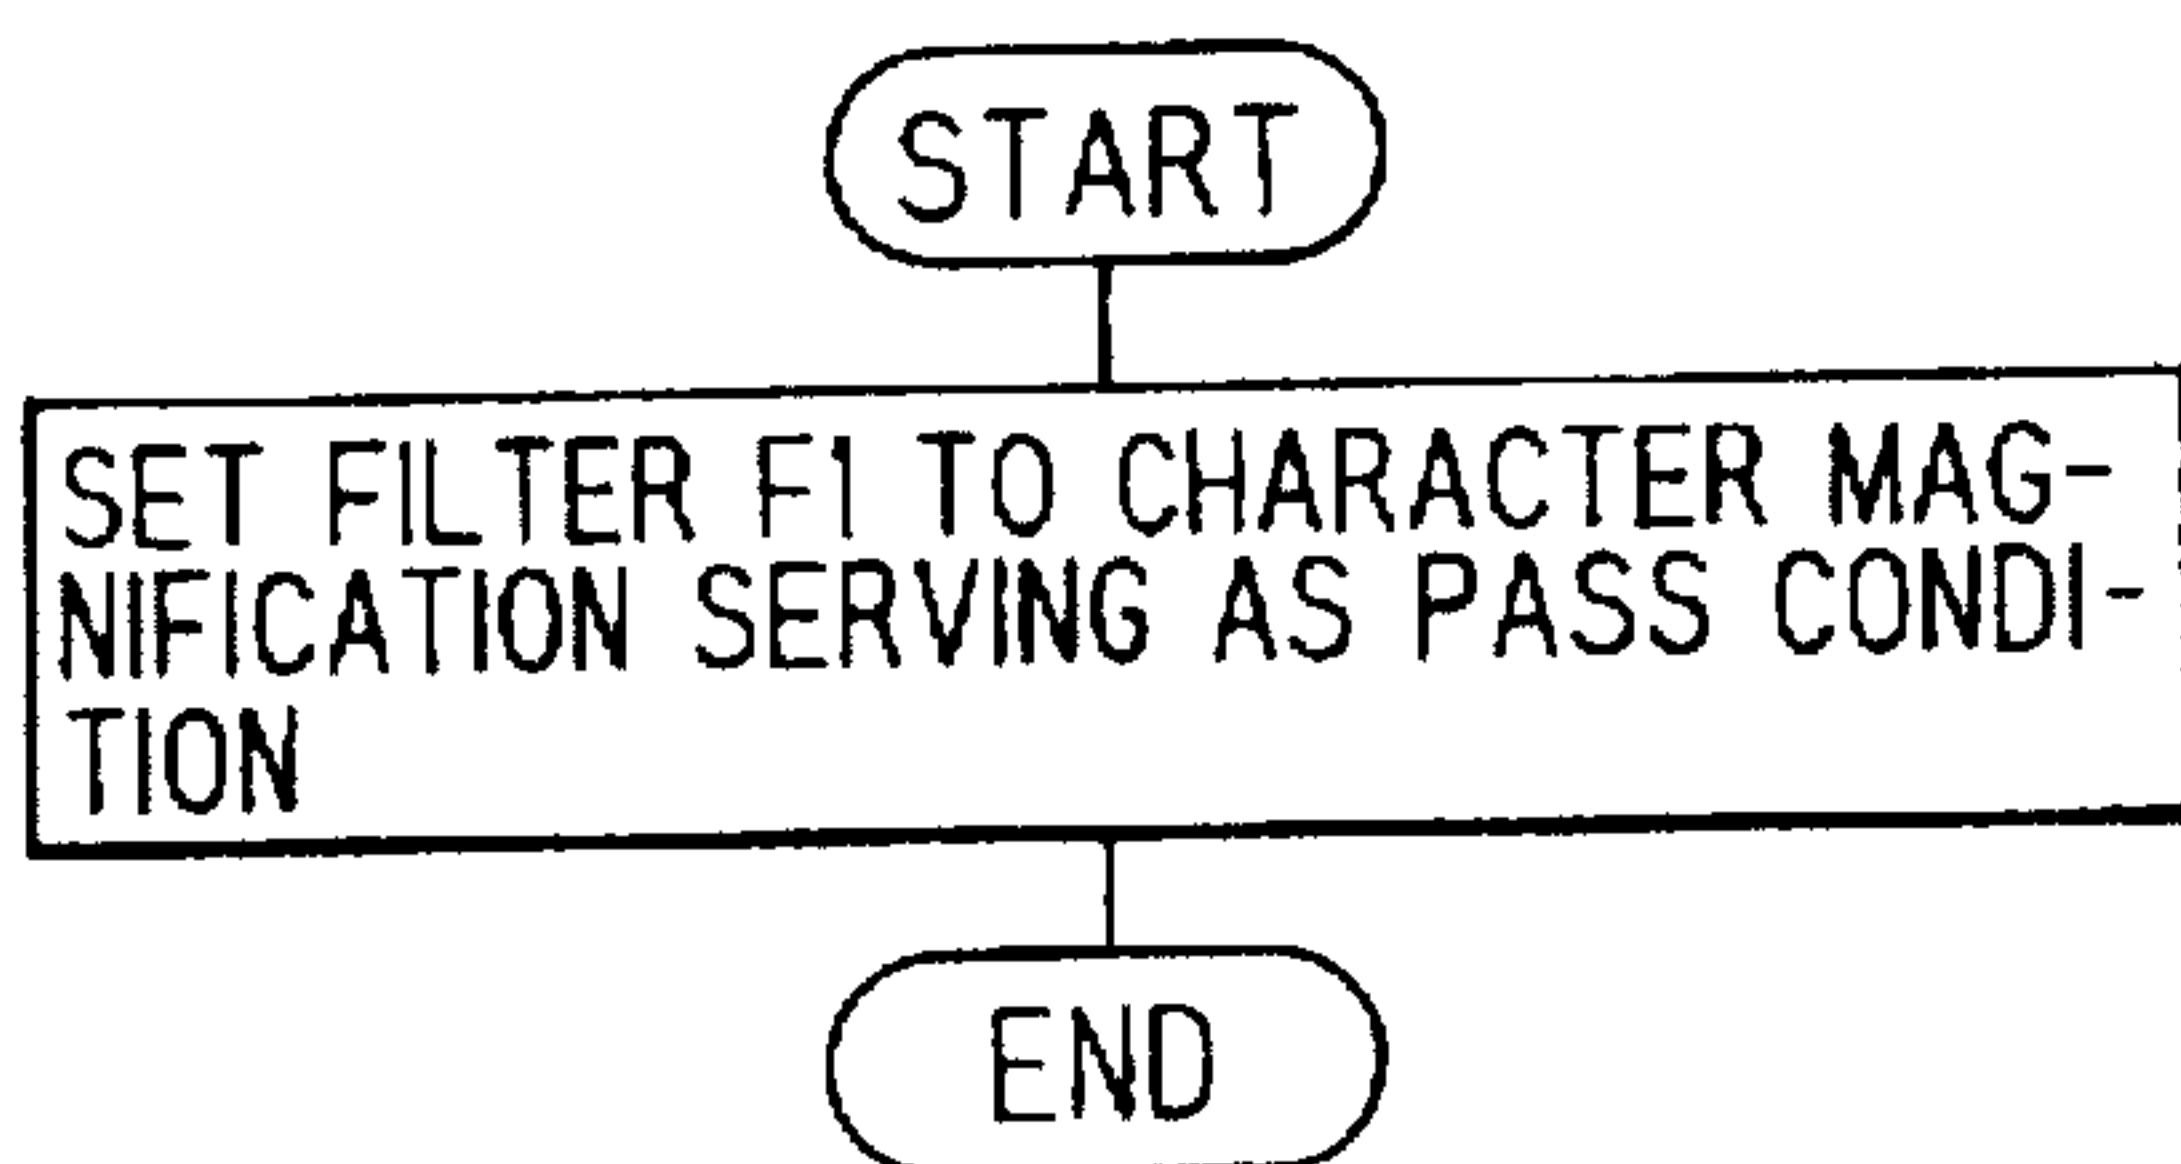 START
SET FILTER F1 TO CHARACTER MAG-
NIFICATION SERVING AS PASS CONDI-
TION
END